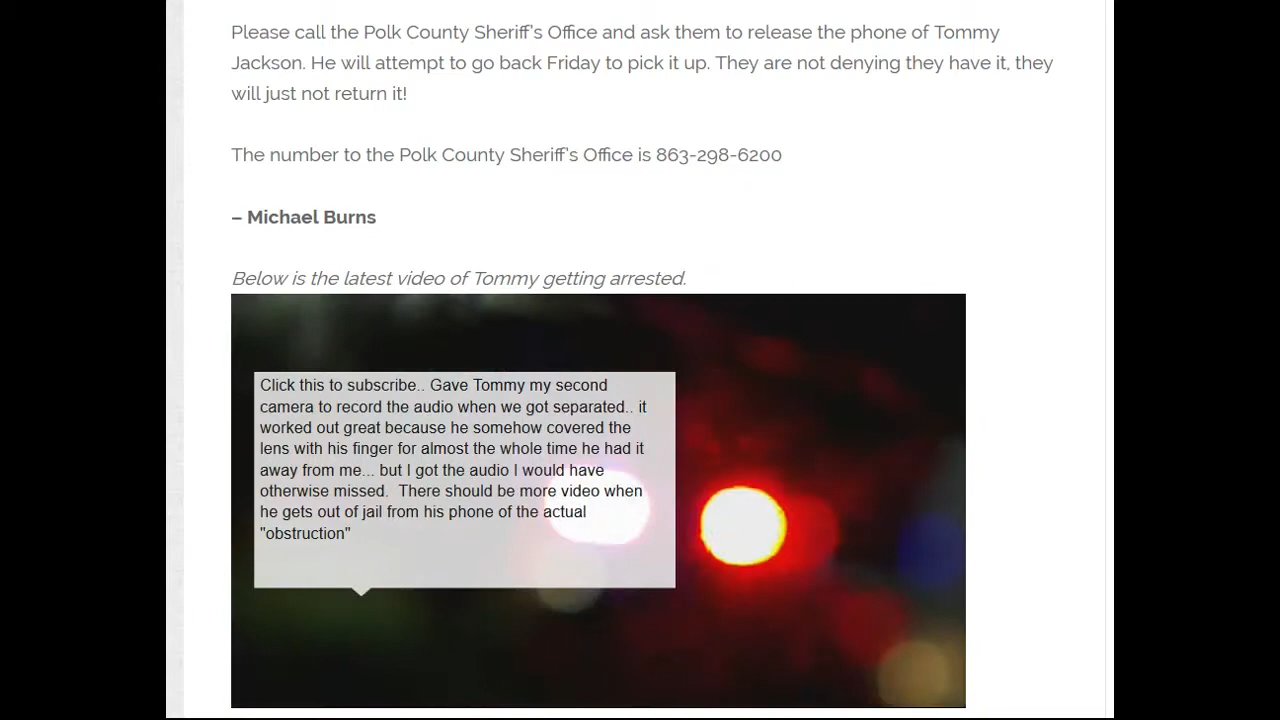 Please call the Polk County Sheriff's Office and ask them to release the phone of Tommy
Jackson. He will attempt to go back Friday to pick it up. They are not denying they have it, they
will just not return it!
The number to the Polk County Sheriff's Office is 863-298-6200
– Michael Burns
Below is the latest video of Tommy getting arrested.
Click this to subscribe.. Gave Tommy my second
camera to record the audio when we got separated.. it
worked out great because he somehow covered the
lens with his finger for almost the whole time he had it
away from me... but I got the audio I would have
otherwise missed.  There should be more video when
he gets out of jail from his phone of the actual
"obstruction"